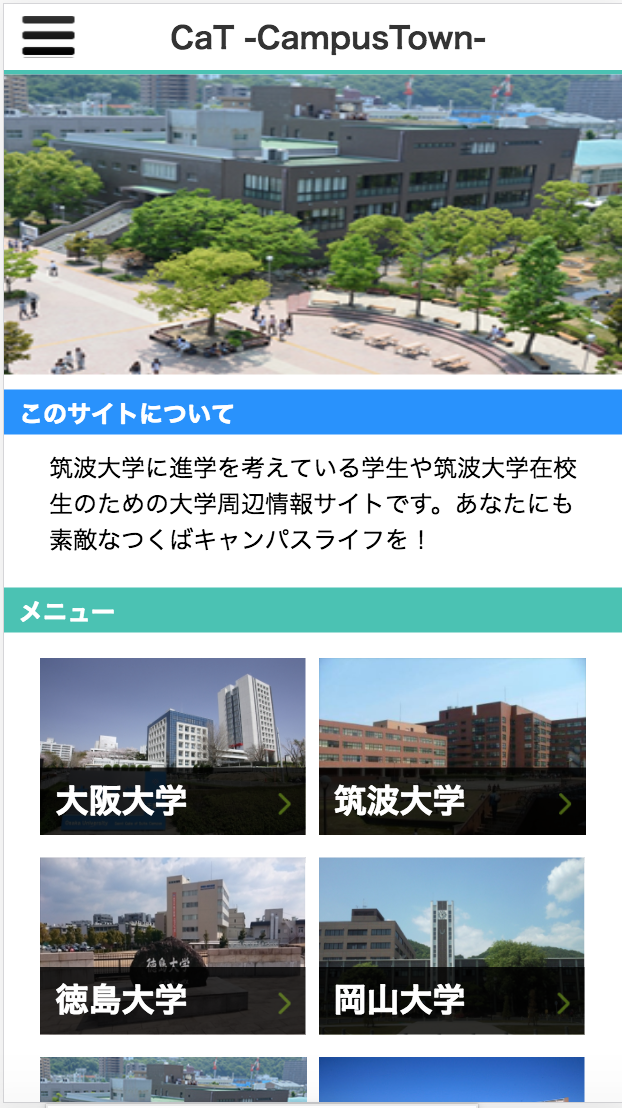 CaT -CampusTown-
このサイトについて
筑波大学に進学を考えている学生や筑波大学在校
生のための大学周辺情報サイトです。あなたにも
素敵なつくばキャンパスライフを！
メニュー
大阪大学
筑波大学
徳島大学
徳島大学
岡山大学